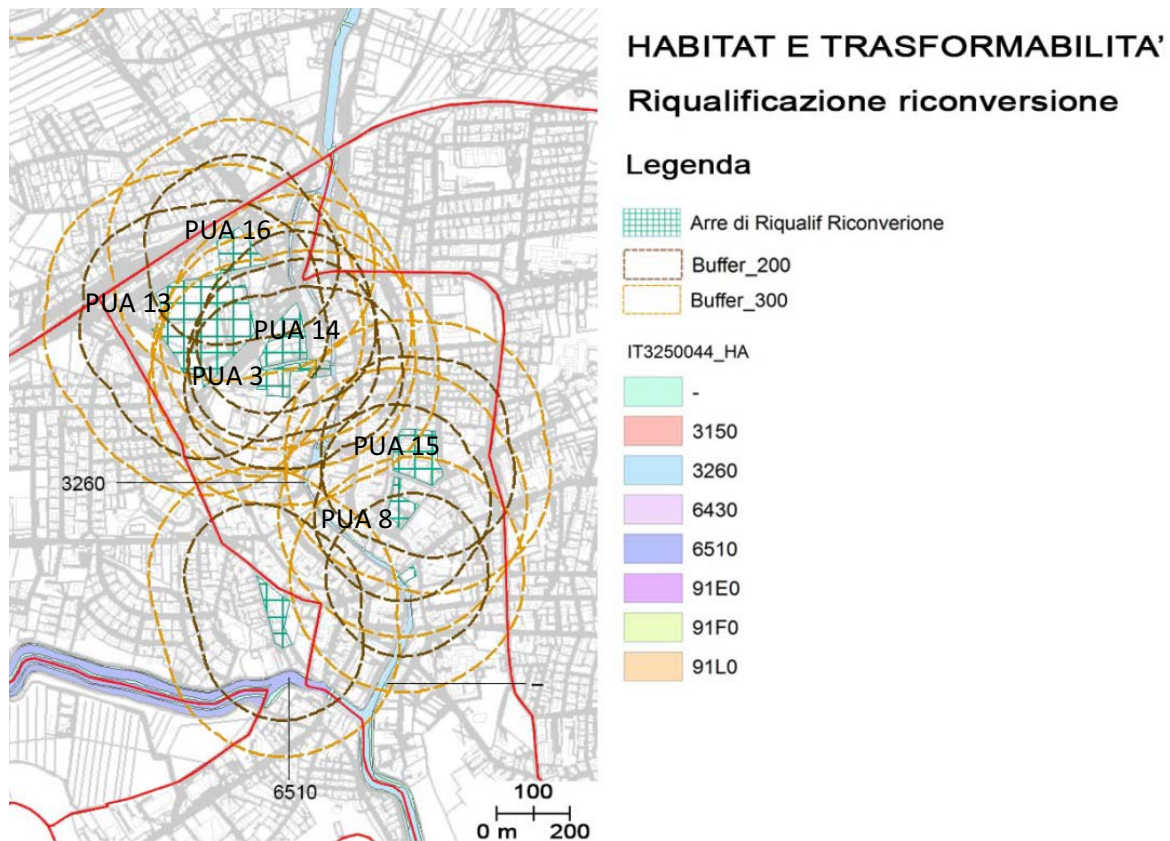 PUA 16
PUA 13
PUA 14
PUA 3
PUA 15
3260
PUA 8
-
6510
100
0 m 200
HABITAT E TRASFORMABILITA'
Riqualificazione riconversione
Legenda
Arre di Riqualif Riconverione
Buffer_200
Buffer_300
IT3250044_HA
-
3150
3260
6430
6510
91E0
91F0
91L0